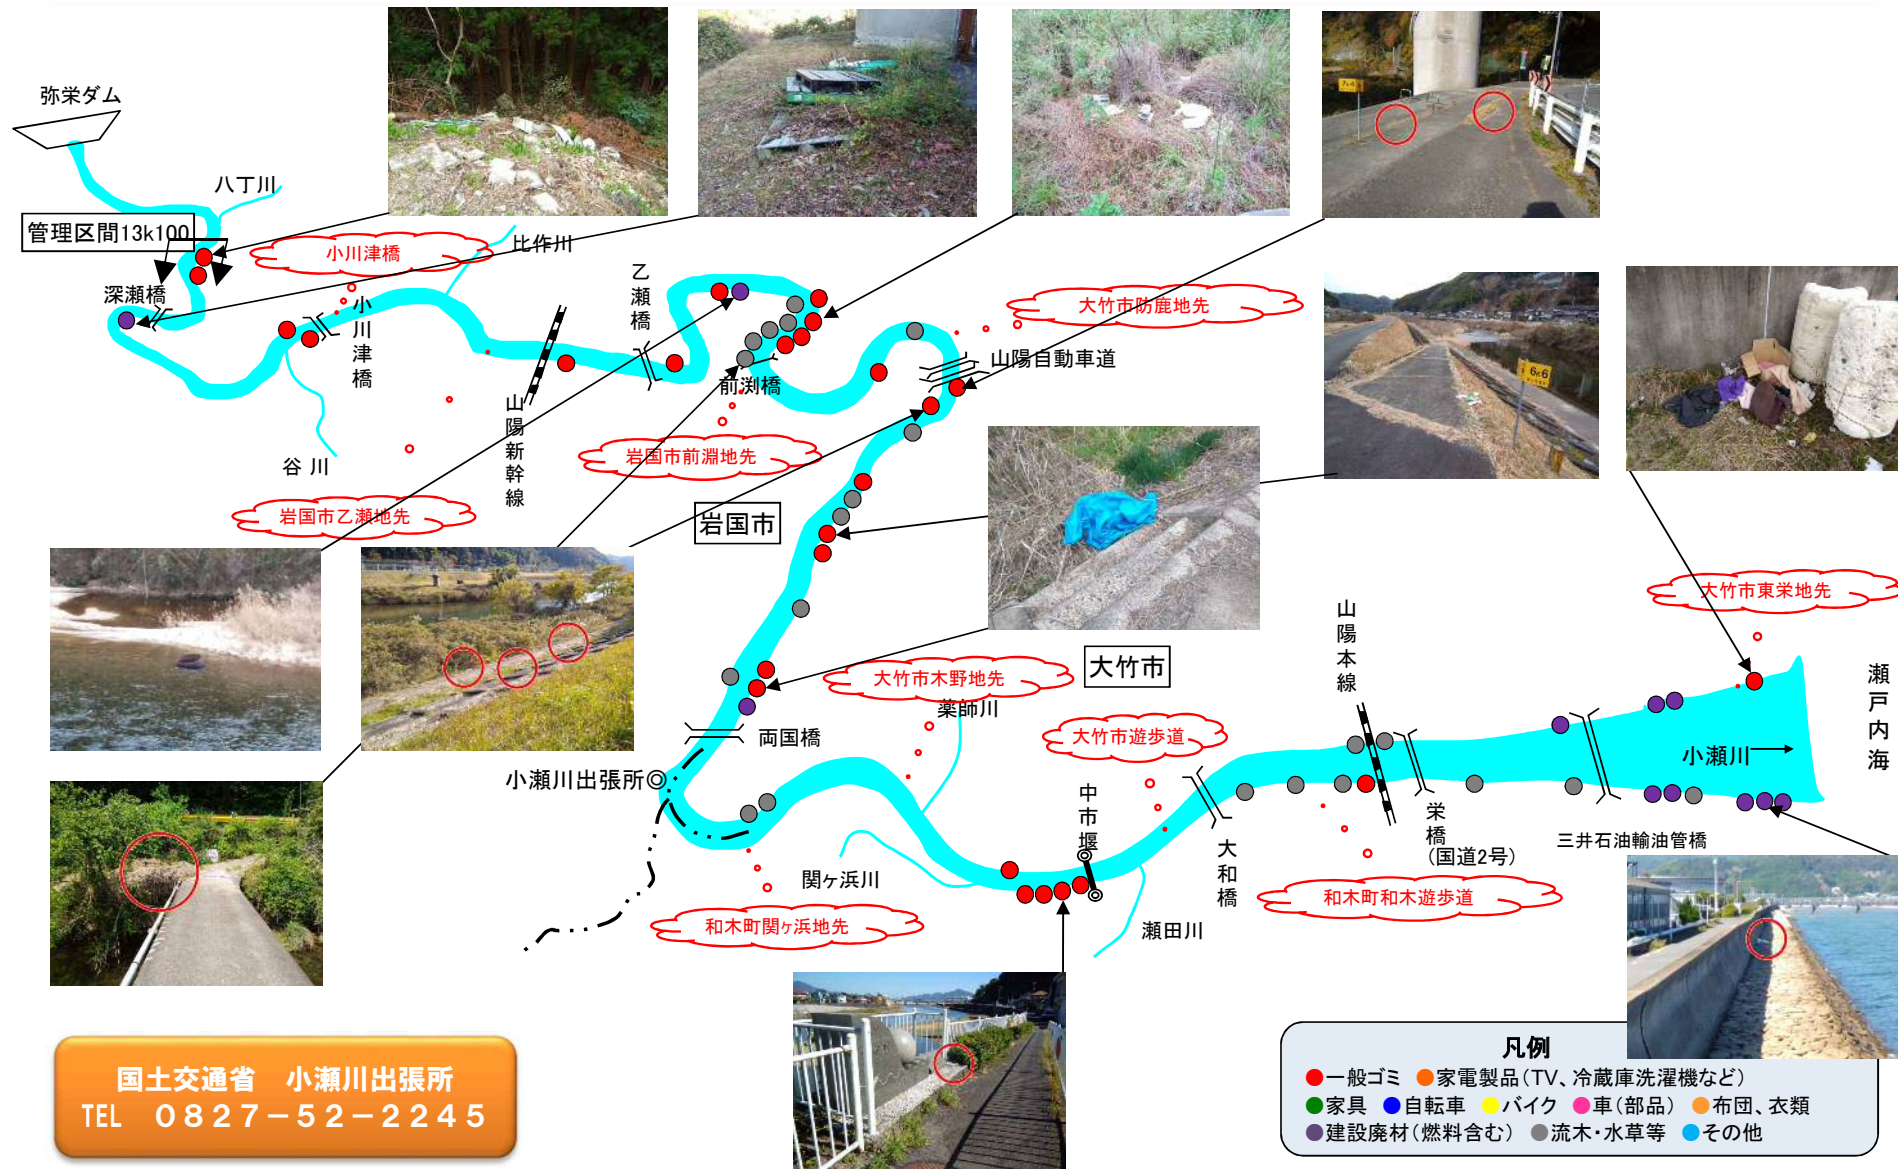 弥栄ダム
八丁川
管理区間13k100
小川津橋
比作川
深瀬橋
小川津橋
乙瀬橋
大竹市防鹿地先
山陽自動車道
前渕橋
山陽新幹線
谷 川
岩国市前淵地先
岩国市乙瀬地先
岩国市
6k6
大竹市東栄地先
山陽本線
大竹市
大竹市木野地先
薬師川
瀬戸内海
両国橋
大竹市遊歩道
小瀬川
小瀬川出張所
中市堰
大和橋
栄橋
(国道2号)
三井石油輸油管橋
関ヶ浜川
和木町和木遊歩道
和木町関ヶ浜地先
瀬田川
国土交通省　小瀬川出張所
TEL　０８２７－５２－２２４５
凡例
一般ゴミ 家電製品(TV、冷蔵庫洗濯機など)
家具 自転車 バイク 車(部品) 布団、衣類
建設廃材(燃料含む) 流木・水草等 その他